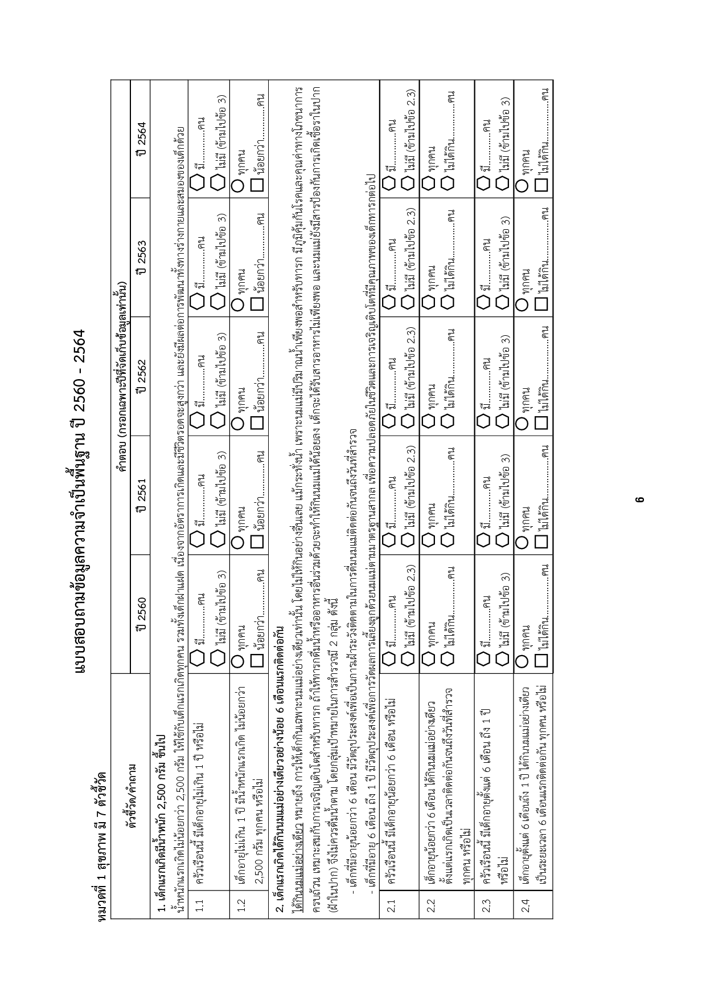 แบบสอบถามข้อมูลความจำเป็นพื้นฐาน ปี 2560 - 2564
หมวดที่ 1 สุขภาพ มี 7 ตัวชี้วัด
ตัวชี้วัด/คำถาม
คำตอบ (กรอกเฉพาะปีที่จัดเก็บข้อมูลเท่านั้น)
ปี 2560 ปี 2561 ปี 2562 ปี 2563 ปี 2564
1. เด็กแรกเกิดมีน้ำหนัก 2,500 กรัม ขึ้นไป
น้ำหนักแรกเกิดไม่น้อยกว่า 2,500 กรัม ให้ใช้กับเด็กแรกเกิดทุกคน รวมทั้งเด็กฝาแฝด เนื่องจากอัตราการเกิดและมีชีวิตรอดจะสูงกว่า และยังมีผลต่อการพัฒนาทั้งทางร่างกายและสมองของเด็กด้วย
1.1 ครัวเรือนนี้ มีเด็กอายุไม่เกิน 1 ปี หรือไม่ มี............คน มี............คน มี............คน มี............คน มี............คน
ไม่มี (ข้ามไปข้อ 3) ไม่มี (ข้ามไปข้อ 3) ไม่มี (ข้ามไปข้อ 3) ไม่มี (ข้ามไปข้อ 3) ไม่มี (ข้ามไปข้อ 3)
1.2 เด็กอายุไม่เกิน 1 ปี มีน้ำหนักแรกเกิด ไม่น้อยกว่า ทุกคน ทุกคน ทุกคน ทุกคน ทุกคน
2,500 กรัม ทุกคน หรือไม่ น้อยกว่า..............คน น้อยกว่า..............คน น้อยกว่า..............คน น้อยกว่า..............คน น้อยกว่า..............คน
2. เด็กแรกเกิดได้กินนมแม่อย่างเดียวอย่างน้อย 6 เดือนแรกติดต่อกัน
ได้กินนมแม่อย่างเดียว หมายถึง การให้เด็กกินเฉพาะนมแม่อย่างเดียวเท่านั้น โดยไม่ให้กินอย่างอื่นเลย แม้กระทั่งน้ำ เพราะนมแม่มีปริมาณน้ำเพียงพอสำหรับทารก มีภูมิคุ้มกันโรคและคุณค่าทางโภชนาการ
ครบถ้วน เหมาะสมกับการเจริญเติบโตสำหรับทารก ถ้าให้ทารกดื่มน้ำหรืออาหารอื่นร่วมด้วยจะทำให้กินนมแม่ได้น้อยลง เด็กจะได้รับสารอาหารไม่เพียงพอ และนมแม่ยังมีสารป้องกันการเกิดเชื้อราในปาก
(ฝ้าในปาก) จึงไม่ควรดื่มน้ำตาม โดยกลุ่มเป้าหมายในการสำรวจมี 2 กลุ่ม ดังนี้
- เด็กที่มีอายุน้อยกว่า 6 เดือน มีวัตถุประสงค์เพื่อเป็นการเฝ้าระวังติดตามในการดื่มนมแม่ติดต่อกันจนถึงวันที่สำรวจ
- เด็กที่มีอายุ 6 เดือน ถึง 1 ปี มีวัตถุประสงค์เพื่อการวัดผลการเลี้ยงลูกด้วยนมแม่ตามมาตรฐานสากล เพื่อความปลอดภัยในชีวิตและการเจริญเติบโตที่มีคุณภาพของเด็กทารกต่อไป
2.1 ครัวเรือนนี้ มีเด็กอายุน้อยกว่า 6 เดือน หรือไม่ มี............คน มี............คน มี............คน มี............คน มี............คน
ไม่มี (ข้ามไปข้อ 2.3) ไม่มี (ข้ามไปข้อ 2.3) ไม่มี (ข้ามไปข้อ 2.3) ไม่มี (ข้ามไปข้อ 2.3) ไม่มี (ข้ามไปข้อ 2.3)
2.2 เด็กอายุน้อยกว่า 6 เดือน ได้กินนมแม่อย่างเดียว ทุกคน ทุกคน ทุกคน ทุกคน ทุกคน
ตั้งแต่แรกเกิดเป็นเวลาติดต่อกันจนถึงวันที่สำรวจ ไม่ได้กิน................คน ไม่ได้กิน................คน ไม่ได้กิน................คน ไม่ได้กิน................คน ไม่ได้กิน................คน
ทุกคน หรือไม่
2.3 ครัวเรือนนี้ มีเด็กอายุตั้งแต่ 6 เดือน ถึง 1 ปี มี............คน มี............คน มี............คน มี............คน มี............คน
หรือไม่ ไม่มี (ข้ามไปข้อ 3) ไม่มี (ข้ามไปข้อ 3) ไม่มี (ข้ามไปข้อ 3) ไม่มี (ข้ามไปข้อ 3) ไม่มี (ข้ามไปข้อ 3)
2.4 เด็กอายุตั้งแต่ 6 เดือนถึง 1 ปี ได้กินนมแม่อย่างเดียว ทุกคน ทุกคน ทุกคน ทุกคน ทุกคน
เป็นระยะเวลา 6 เดือนแรกติดต่อกัน ทุกคน หรือไม่ ไม่ได้กิน................คน ไม่ได้กิน................คน ไม่ได้กิน................คน ไม่ได้กิน................คน ไม่ได้กิน................คน
6